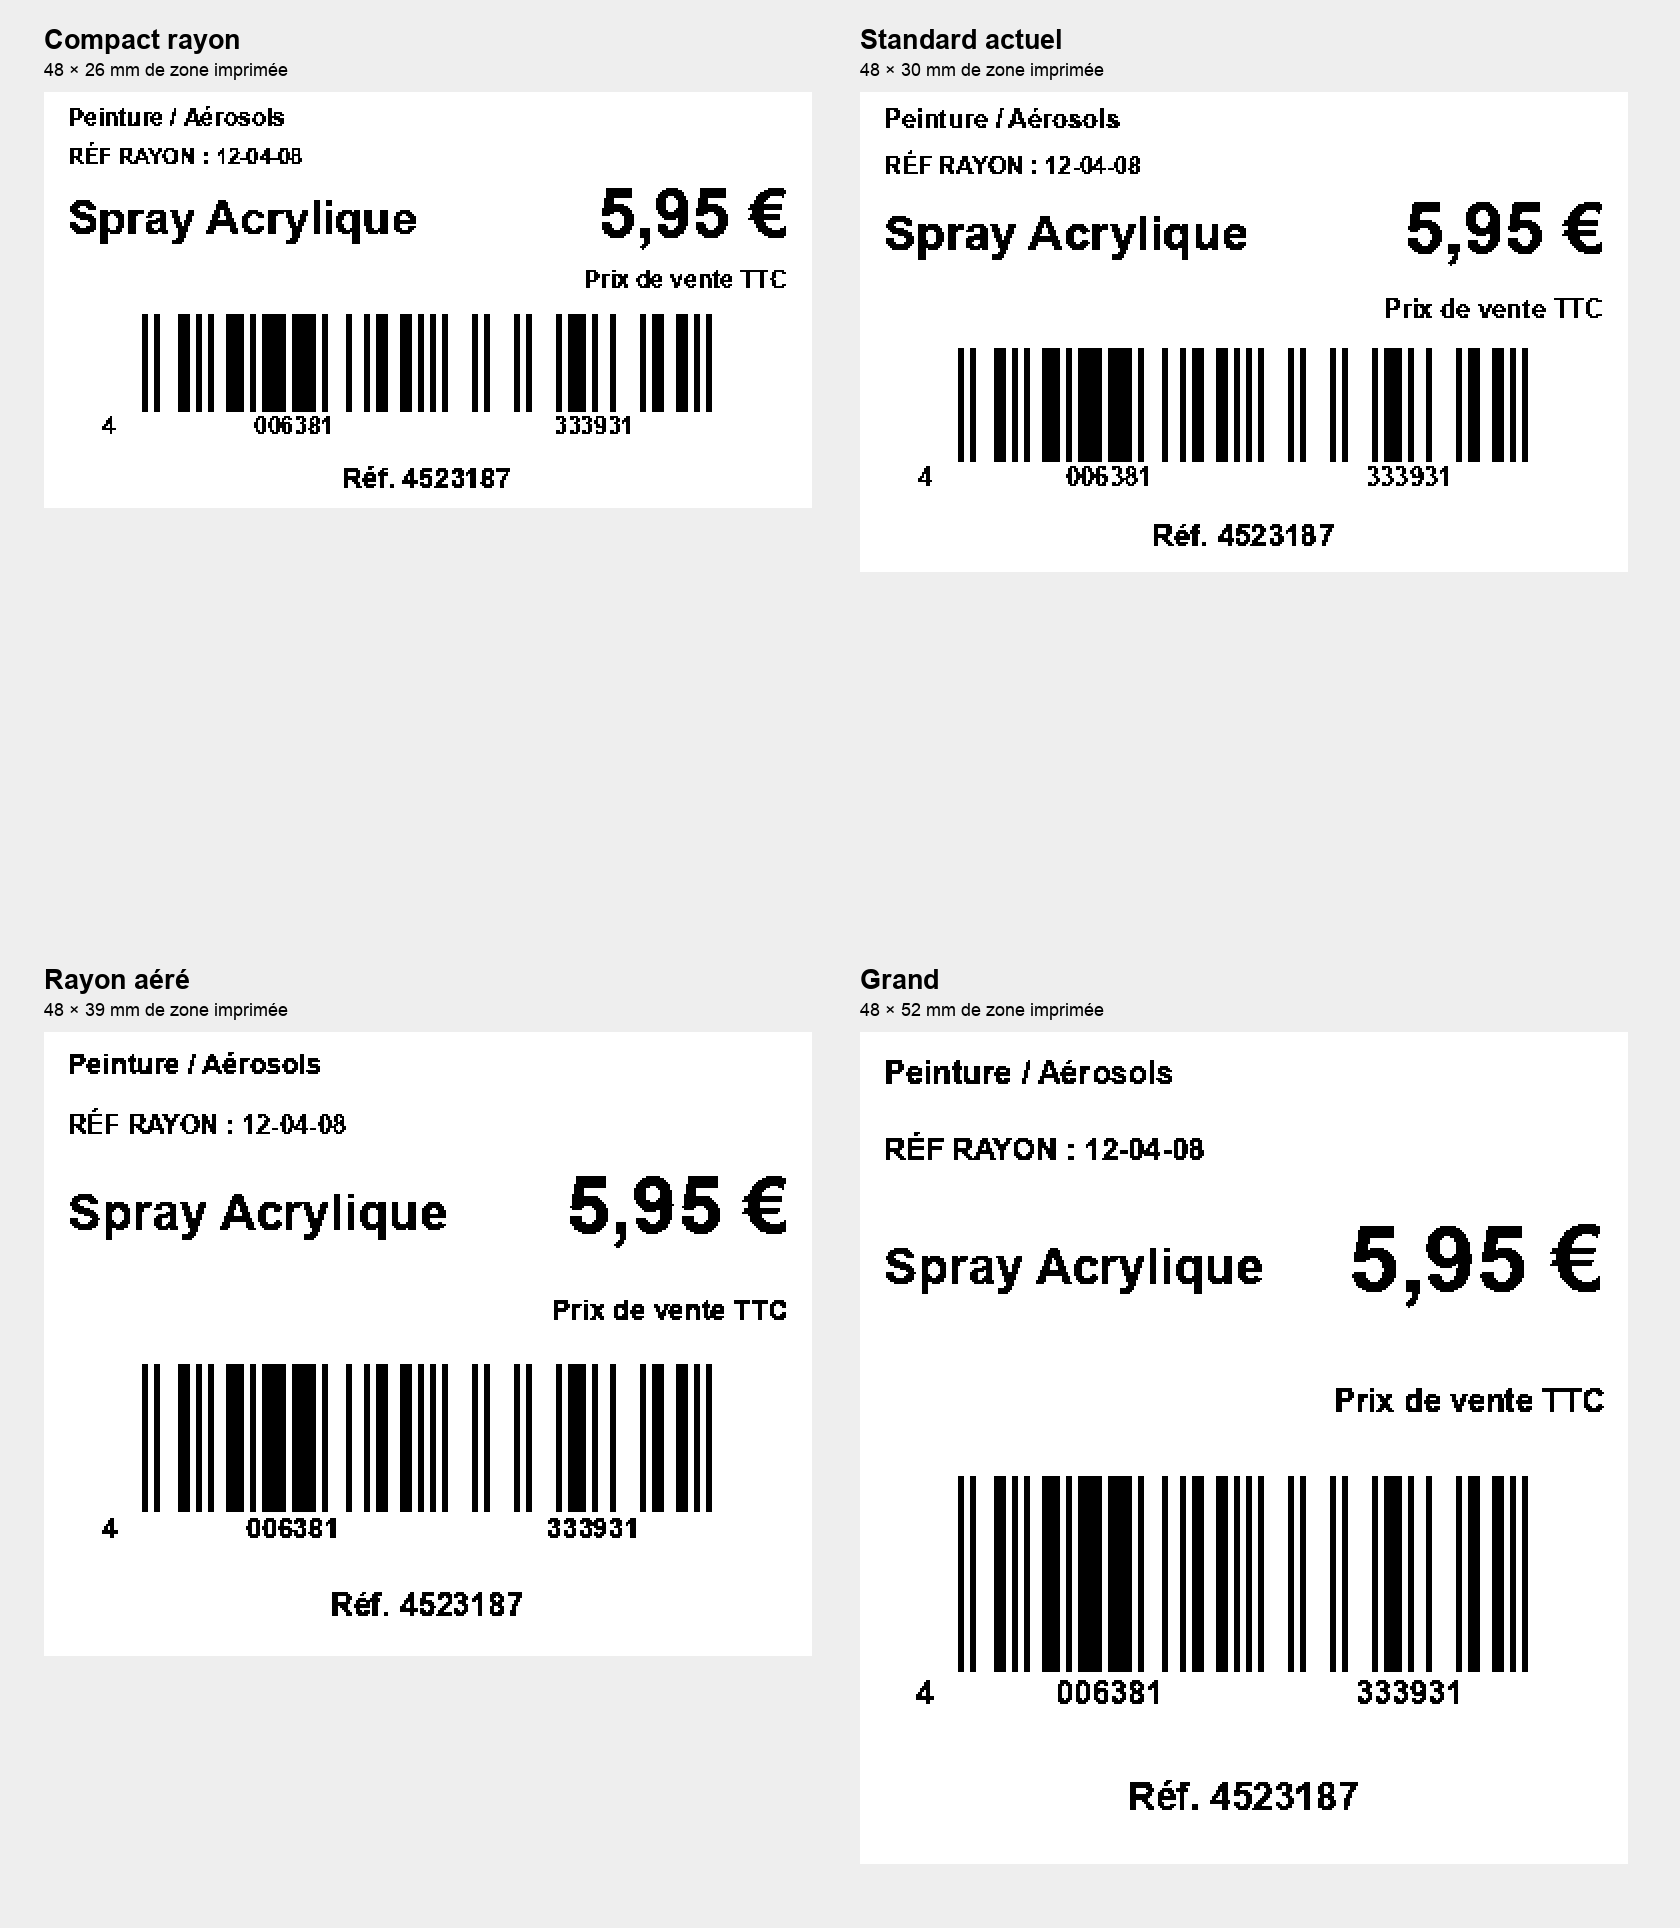 Compact rayon
48 × 26 mm de zone imprimée
Peinture / Aérosols
RÉF RAYON : 12-04-08
Spray Acrylique 5,95 €
Prix de vente TTC
4 006381 333931
Réf. 4523187
Standard actuel
48 × 30 mm de zone imprimée
Peinture / Aérosols
RÉF RAYON : 12-04-08
Spray Acrylique 5,95 €
Prix de vente TTC
4 006381 333931
Réf. 4523187
Rayon aéré
48 × 39 mm de zone imprimée
Peinture / Aérosols
RÉF RAYON : 12-04-08
Spray Acrylique 5,95 €
Prix de vente TTC
4 006381 333931
Réf. 4523187
Grand
48 × 52 mm de zone imprimée
Peinture / Aérosols
RÉF RAYON : 12-04-08
Spray Acrylique 5,95 €
Prix de vente TTC
4 006381 333931
Réf. 4523187